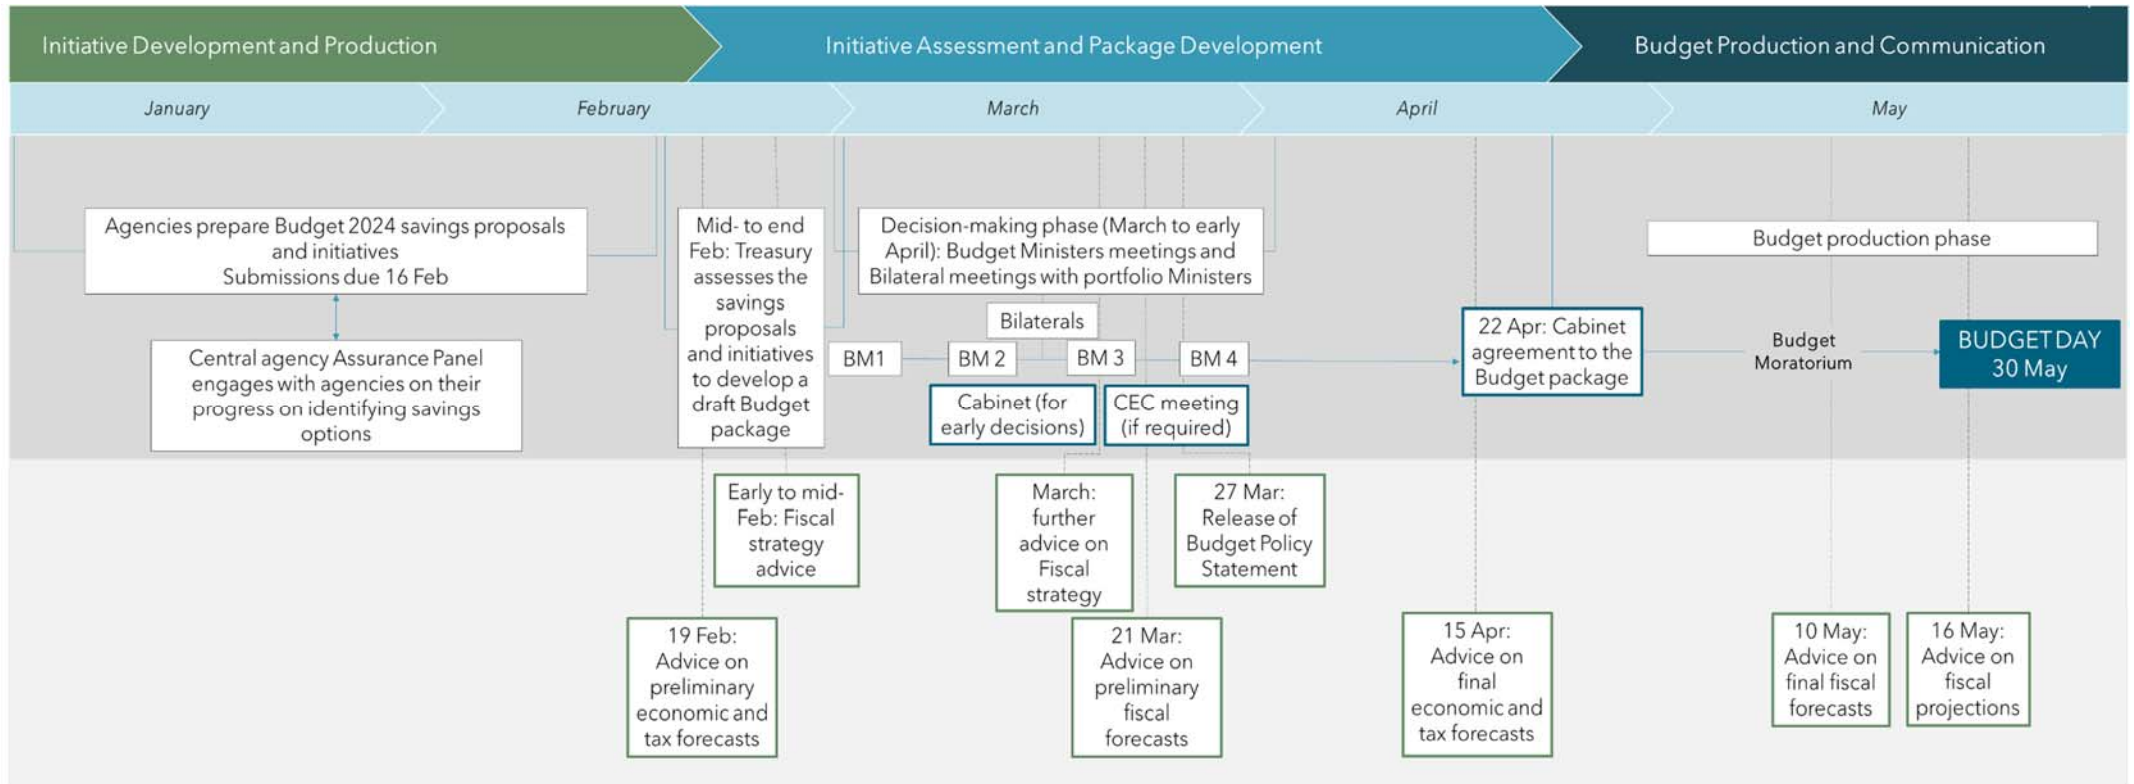 Initiative Development and Production
Initiative Assessment and Package Development
Budget Production and Communication
January
February
March
April
May
Agencies prepare Budget 2024 savings proposals
and initiatives
Submissions due 16 Feb
Central agency Assurance Panel
engages with agencies on their
progress on identifying savings
options
Mid- to end
Feb: Treasury
assesses the
savings
proposals
and initiatives
to develop a
draft Budget
package
Decision-making phase (March to early
April): Budget Ministers meetings and
Bilateral meetings with portfolio Ministers
Bilaterals
BM1
BM 2
BM 3
BM 4
Cabinet (for
early decisions)
CEC meeting
(if required)
22 Apr: Cabinet
agreement to the
Budget package
Budget production phase
Budget
Moratorium
BUDGET DAY
30 May
Early to mid-
Feb: Fiscal
strategy
advice
March:
further
advice on
Fiscal
strategy
27 Mar:
Release of
Budget Policy
Statement
19 Feb:
Advice on
preliminary
economic and
tax forecasts
21 Mar:
Advice on
preliminary
fiscal
forecasts
15 Apr:
Advice on
final
economic and
tax forecasts
10 May:
Advice on
final fiscal
forecasts
16 May:
Advice on
fiscal
projections